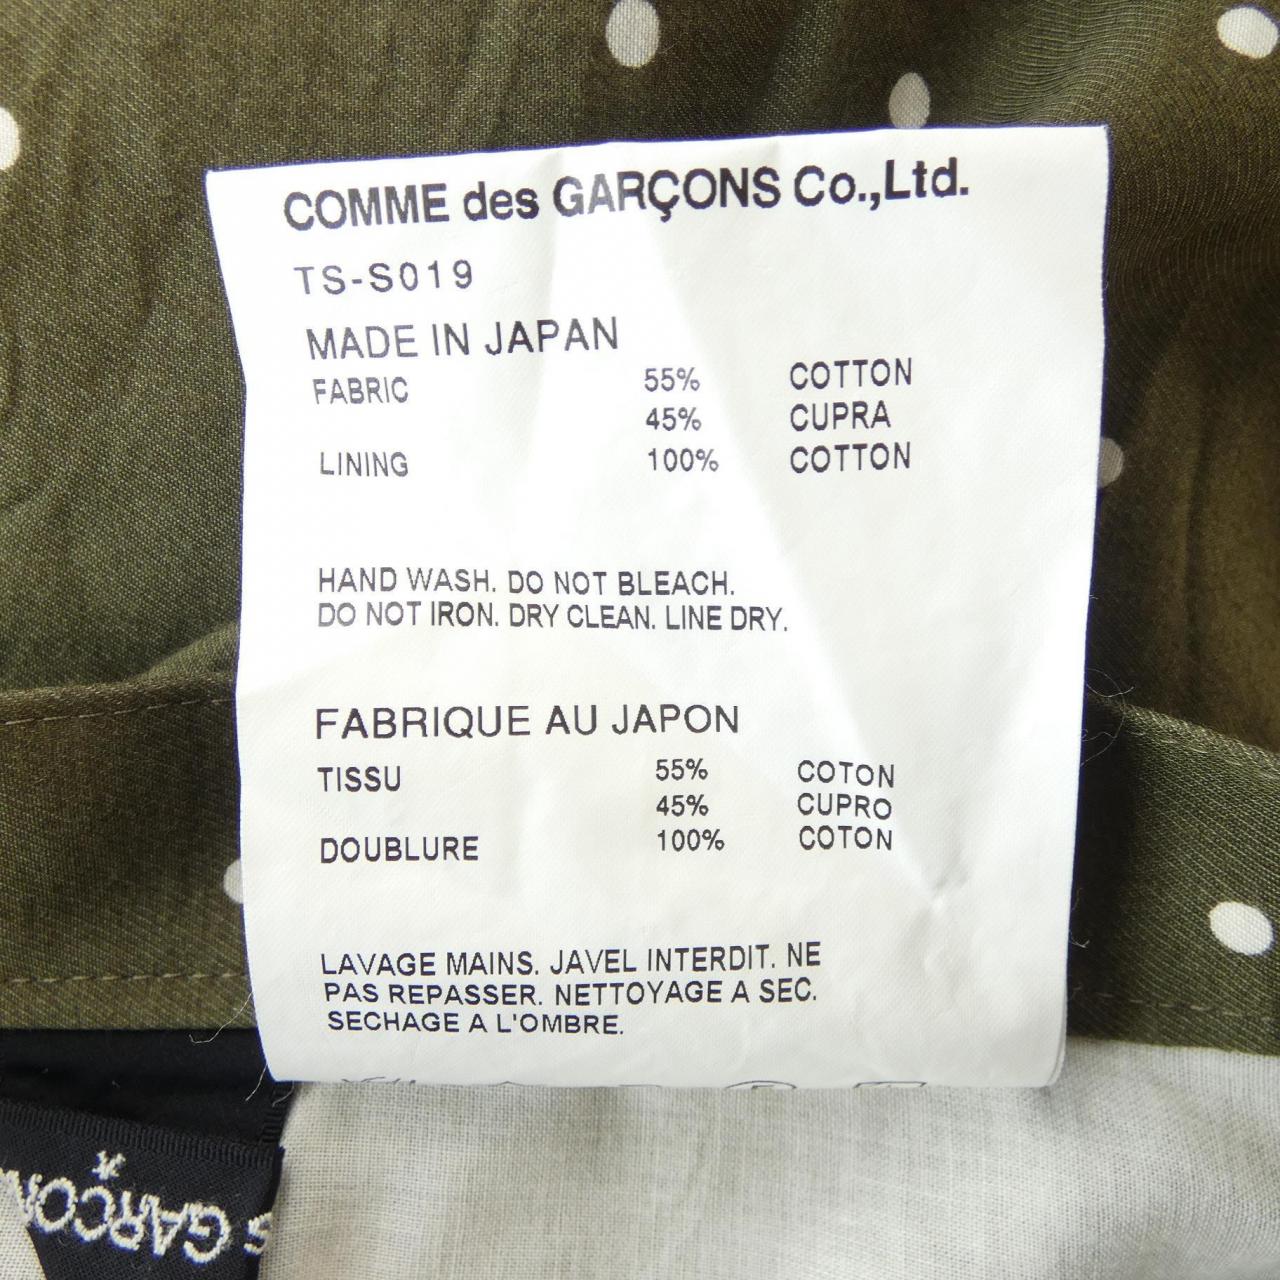 COMME des GARÇONS Co.,Ltd.
TS-S019
MADE IN JAPAN
FABRIC 55% COTTON
45% CUPRA
LINING 100% COTTON
HAND WASH. DO NOT BLEACH.
DO NOT IRON. DRY CLEAN. LINE DRY.
FABRIQUE AU JAPON
TISSU 55% COTON
45% CUPRO
DOUBLURE 100% COTON
LAVAGE MAINS. JAVEL INTERDIT. NE
PAS REPASSER. NETTOYAGE A SEC.
SECHAGE A L'OMBRE.